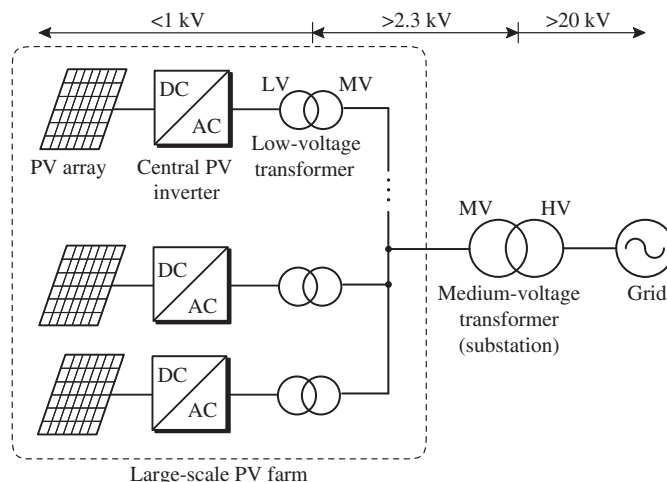 <1 kV
>2.3 kV
>20 kV
DC
AC
LV
MV
PV array
Central PV
inverter
Low-voltage
transformer
MV
HV
DC
AC
Medium-voltage
transformer
(substation)
Grid
DC
AC
Large-scale PV farm